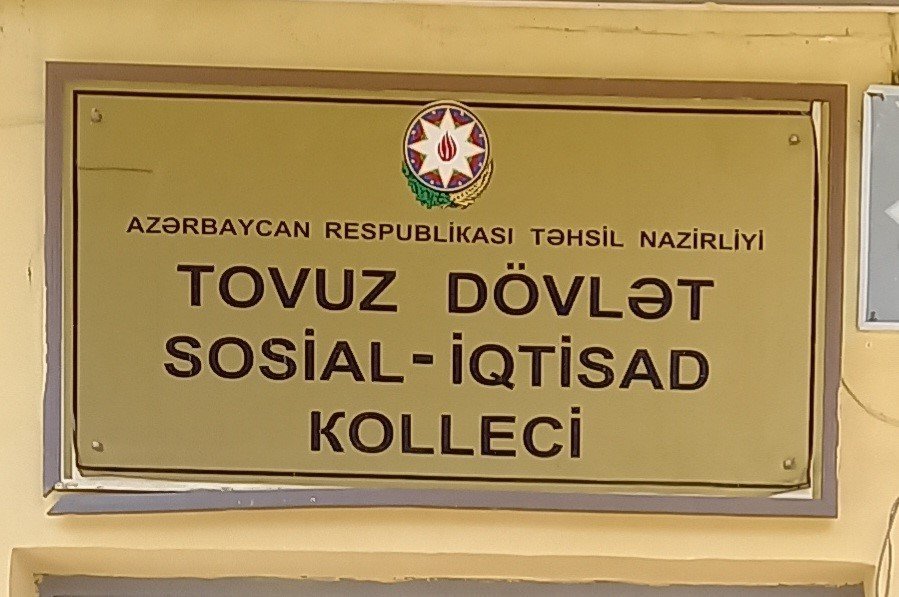 AZƏRBAYCAN RESPUBLİKASI TƏHSİL NAZİRLİYİ
TOVUZ DÖVLƏT
SOSİAL-İQTİSAD
KOLLECİ